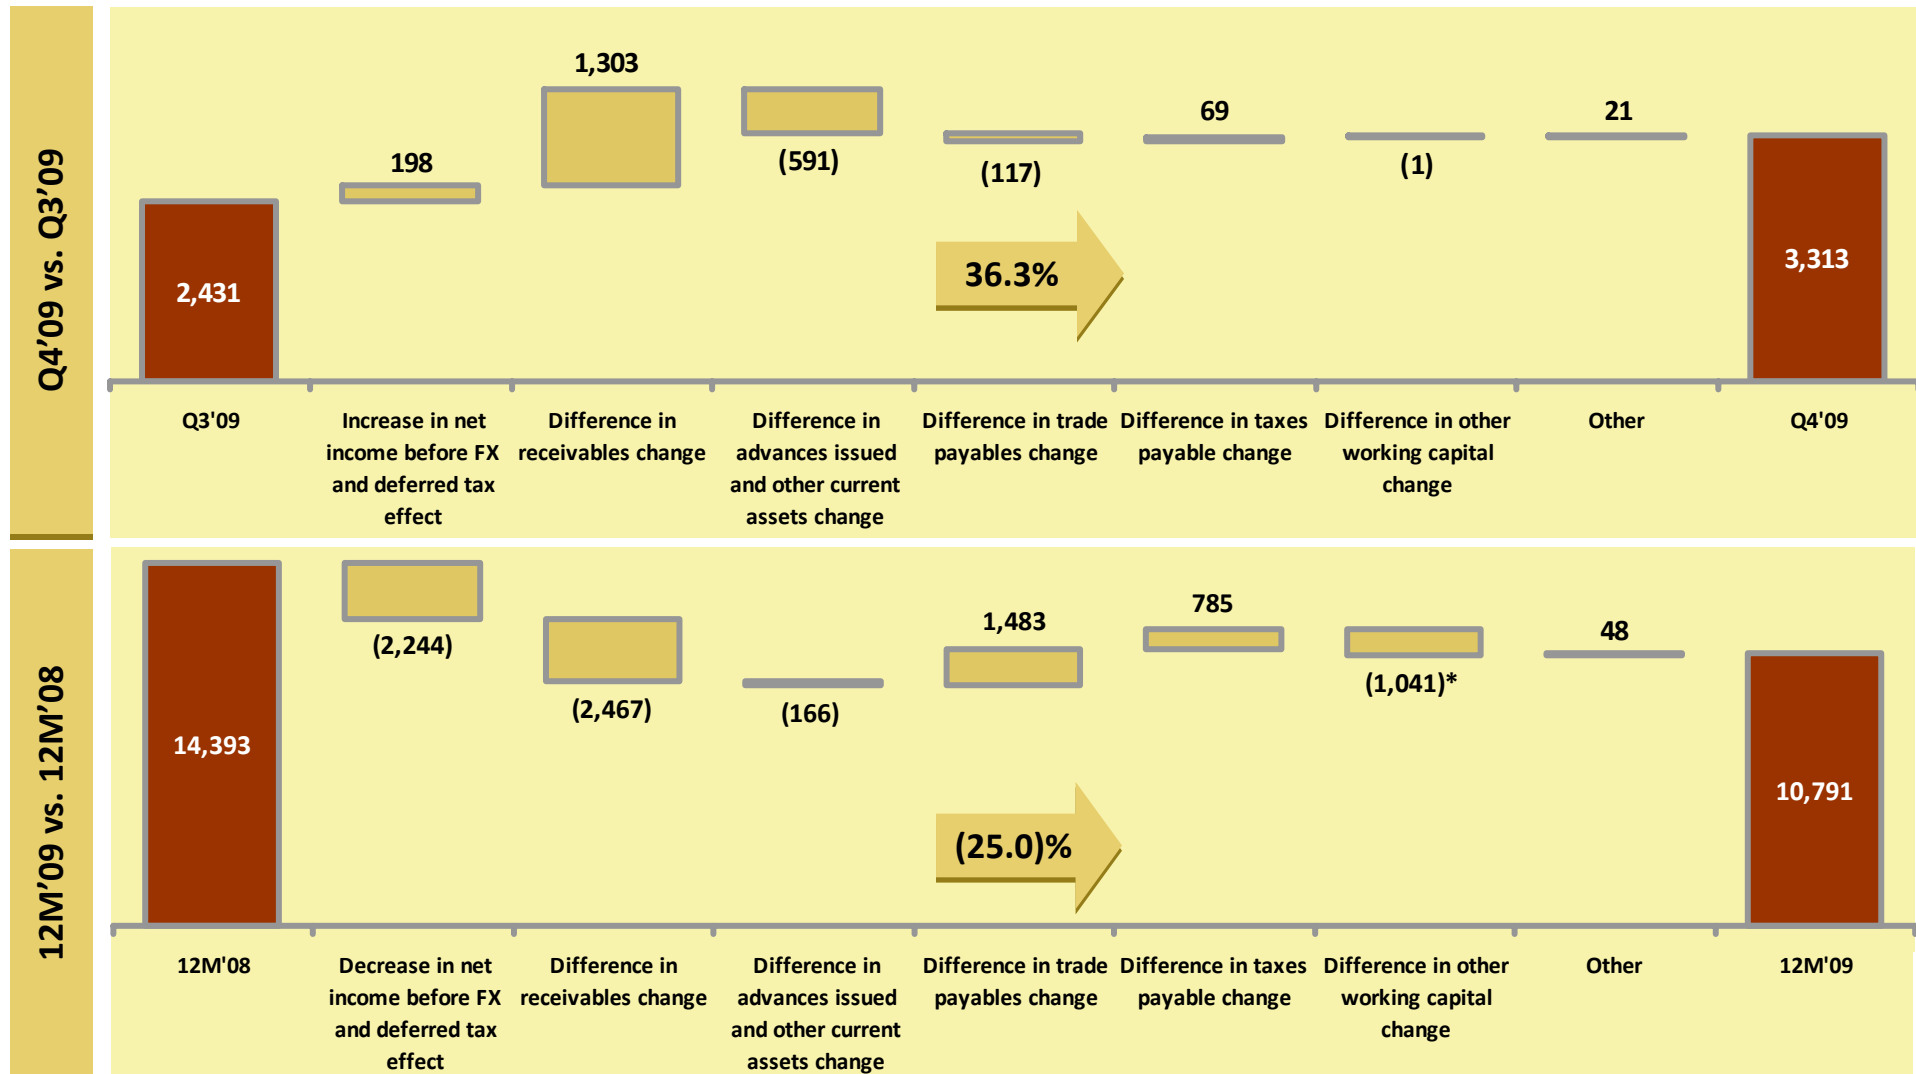 Q4’09 vs. Q3’09
1,303
198
(591)
(117)
69
(1)
21
2,431
36.3%
3,313
Q3'09
Increase in net
income before FX
and deferred tax
effect
Difference in
receivables change
Difference in
advances issued
and other current
assets change
Difference in trade
payables change
Difference in taxes
payable change
Difference in other
working capital
change
Other
Q4'09
12M’09 vs. 12M’08
14,393
(2,244)
(2,467)
(166)
1,483
785
(1,041)*
48
(25.0)%
10,791
12M'08
Decrease in net
income before FX
and deferred tax
effect
Difference in
receivables change
Difference in
advances issued
and other current
assets change
Difference in trade
payables change
Difference in taxes
payable change
Difference in other
working capital
change
Other
12M'09